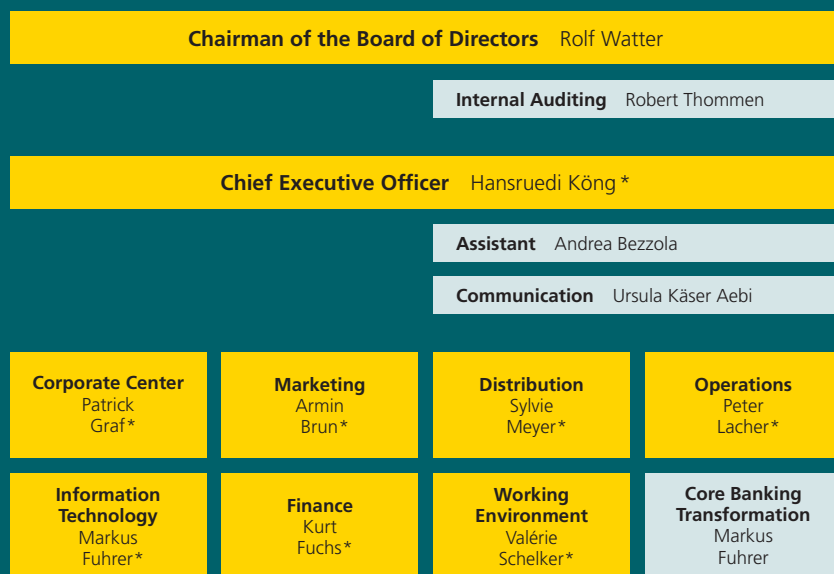 Chairman of the Board of Directors Rolf Watter
Internal Auditing Robert Thommen
Chief Executive Officer Hansruedi Köng *
Assistant Andrea Bezzola
Communication Ursula Käser Aebi
Corporate Center
Patrick
Graf *
Marketing
Armin
Brun *
Distribution
Sylvie
Meyer *
Operations
Peter
Lacher *
Information
Technology
Markus
Fuhrer *
Finance
Kurt
Fuchs *
Working
Environment
Valérie
Schelker *
Core Banking
Transformation
Markus
Fuhrer